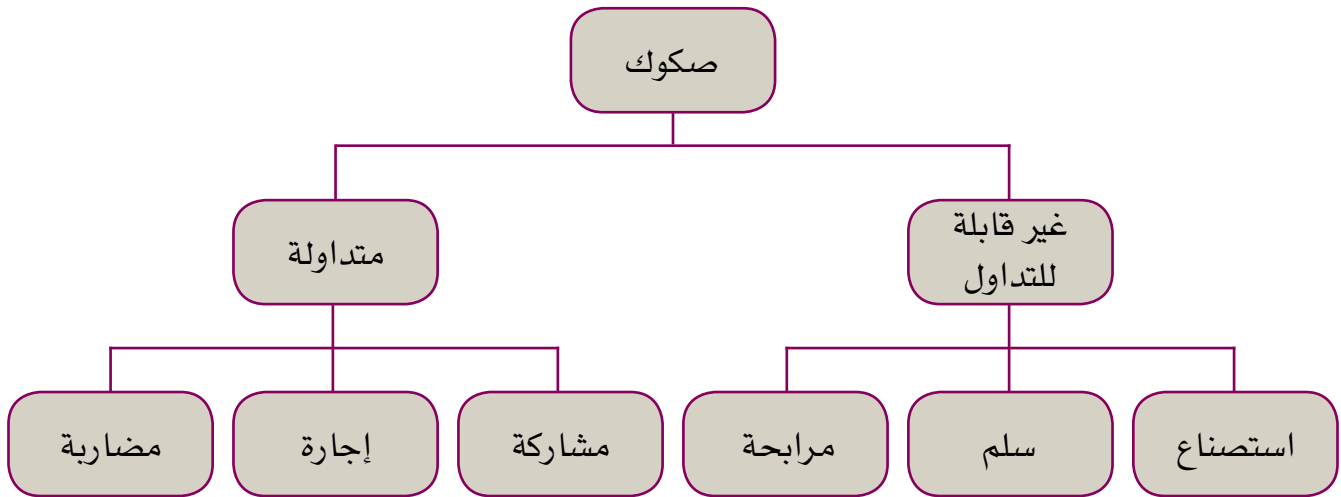 صكوك
غير قابلة
للتداول
متداولة
استصناع
سلم
مرابحة
مشاركة
إجارة
مضاربة